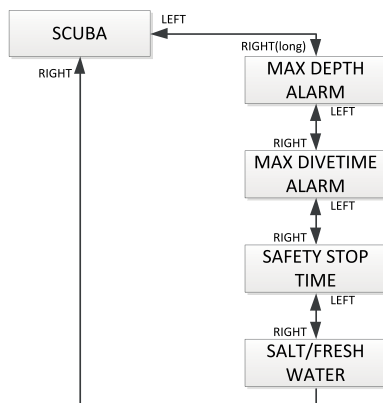 SCUBA
LEFT
RIGHT(long)
RIGHT
MAX DEPTH
ALARM
LEFT
RIGHT
MAX DIVETIME
ALARM
LEFT
RIGHT
SAFETY STOP
TIME
LEFT
RIGHT
SALT/FRESH
WATER